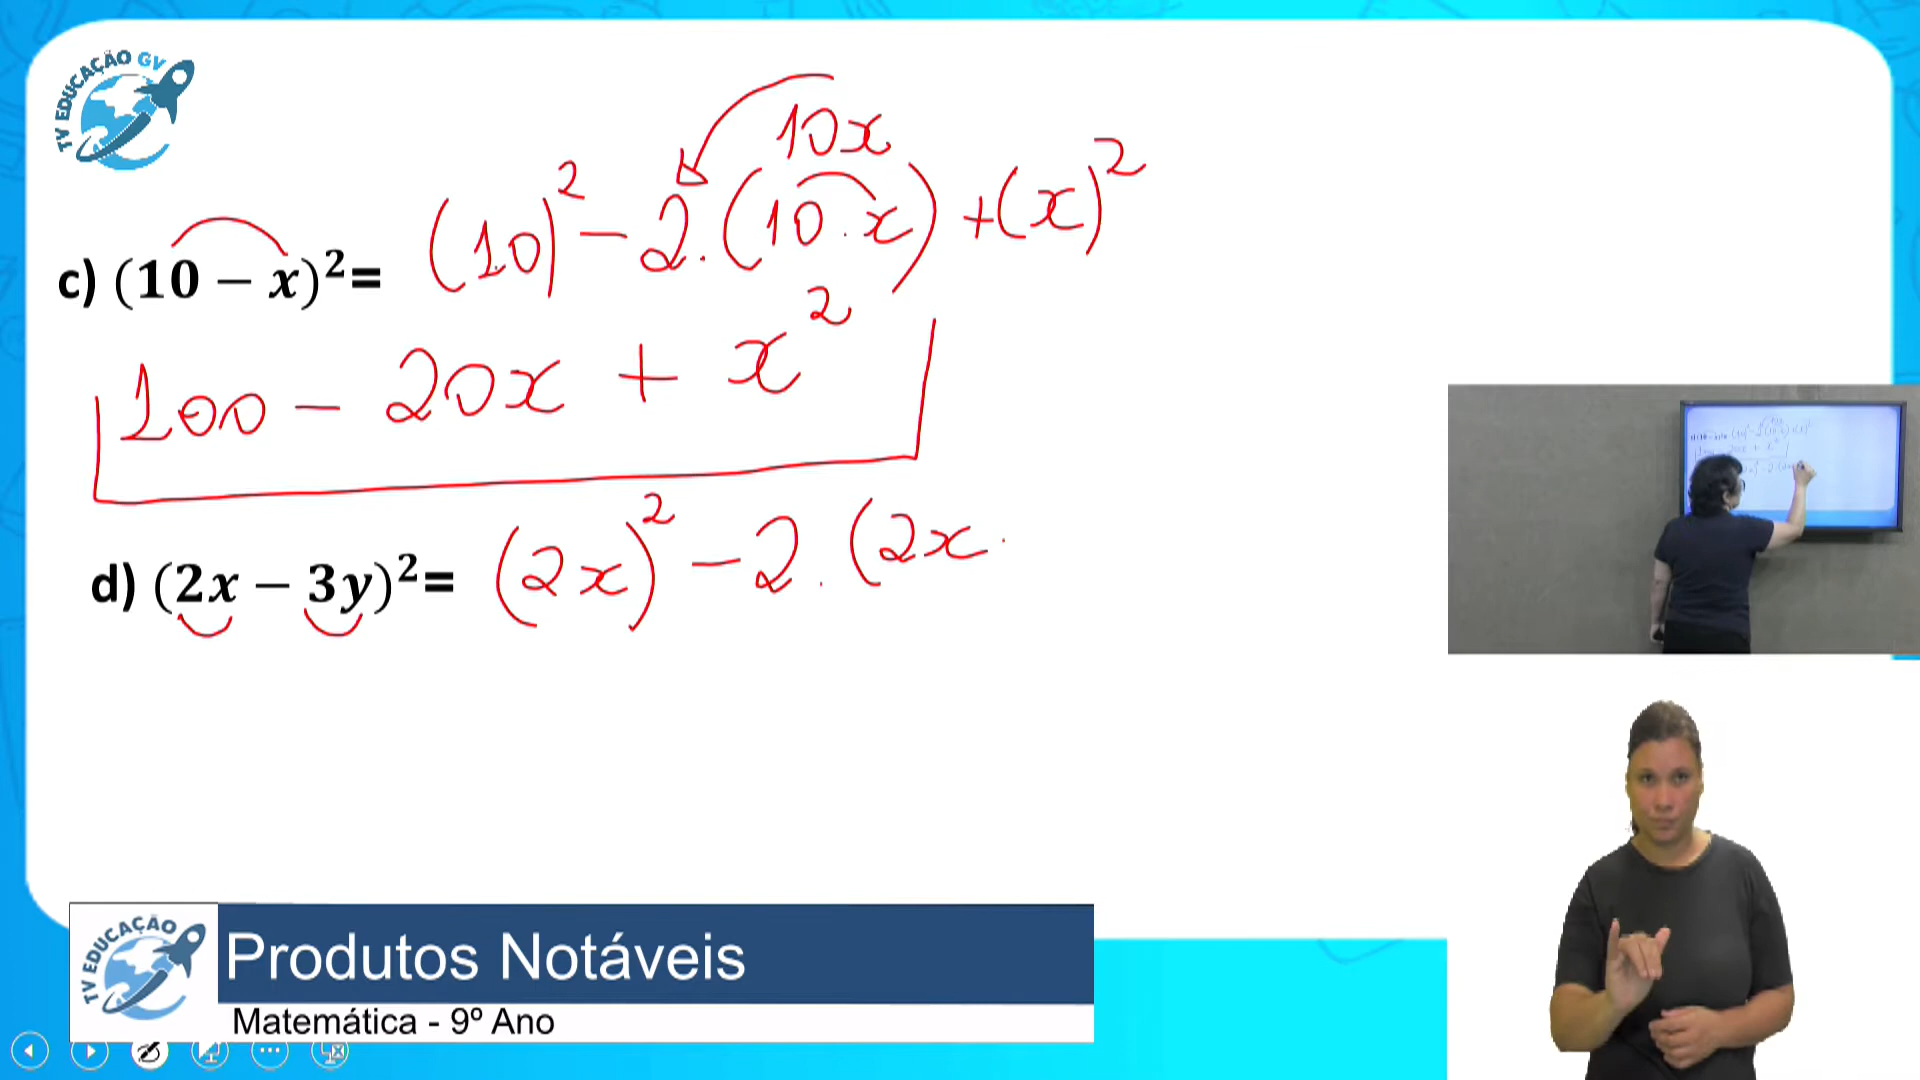 TV EDUCAÇÃO GV
10x
c) (10 − x)²= (10)² − 2.(10.x) + (x)²
100 − 20x + x²
d) (2x − 3y)²= (2x)² − 2.(2x.
TV EDUCAÇÃO
Produtos Notáveis
Matemática - 9º Ano